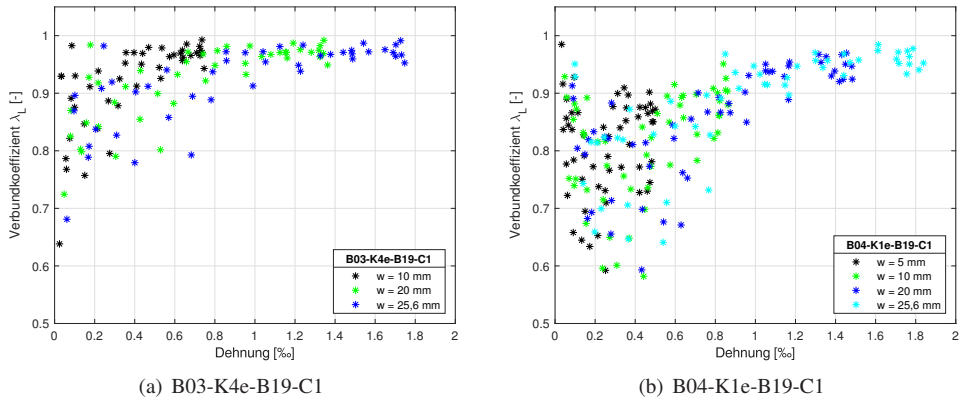 Verbundkoeffizient λL [-]
1
0.9
0.8
0.7
0.6
0.5
0 0.2 0.4 0.6 0.8 1 1.2 1.4 1.6 1.8 2
Dehnung [‰]
B03-K4e-B19-C1
w = 10 mm
w = 20 mm
w = 25,6 mm
(a) B03-K4e-B19-C1
Verbundkoeffizient λL [-]
1
0.9
0.8
0.7
0.6
0.5
0 0.2 0.4 0.6 0.8 1 1.2 1.4 1.6 1.8 2
Dehnung [‰]
B04-K1e-B19-C1
w = 5 mm
w = 10 mm
w = 20 mm
w = 25,6 mm
(b) B04-K1e-B19-C1